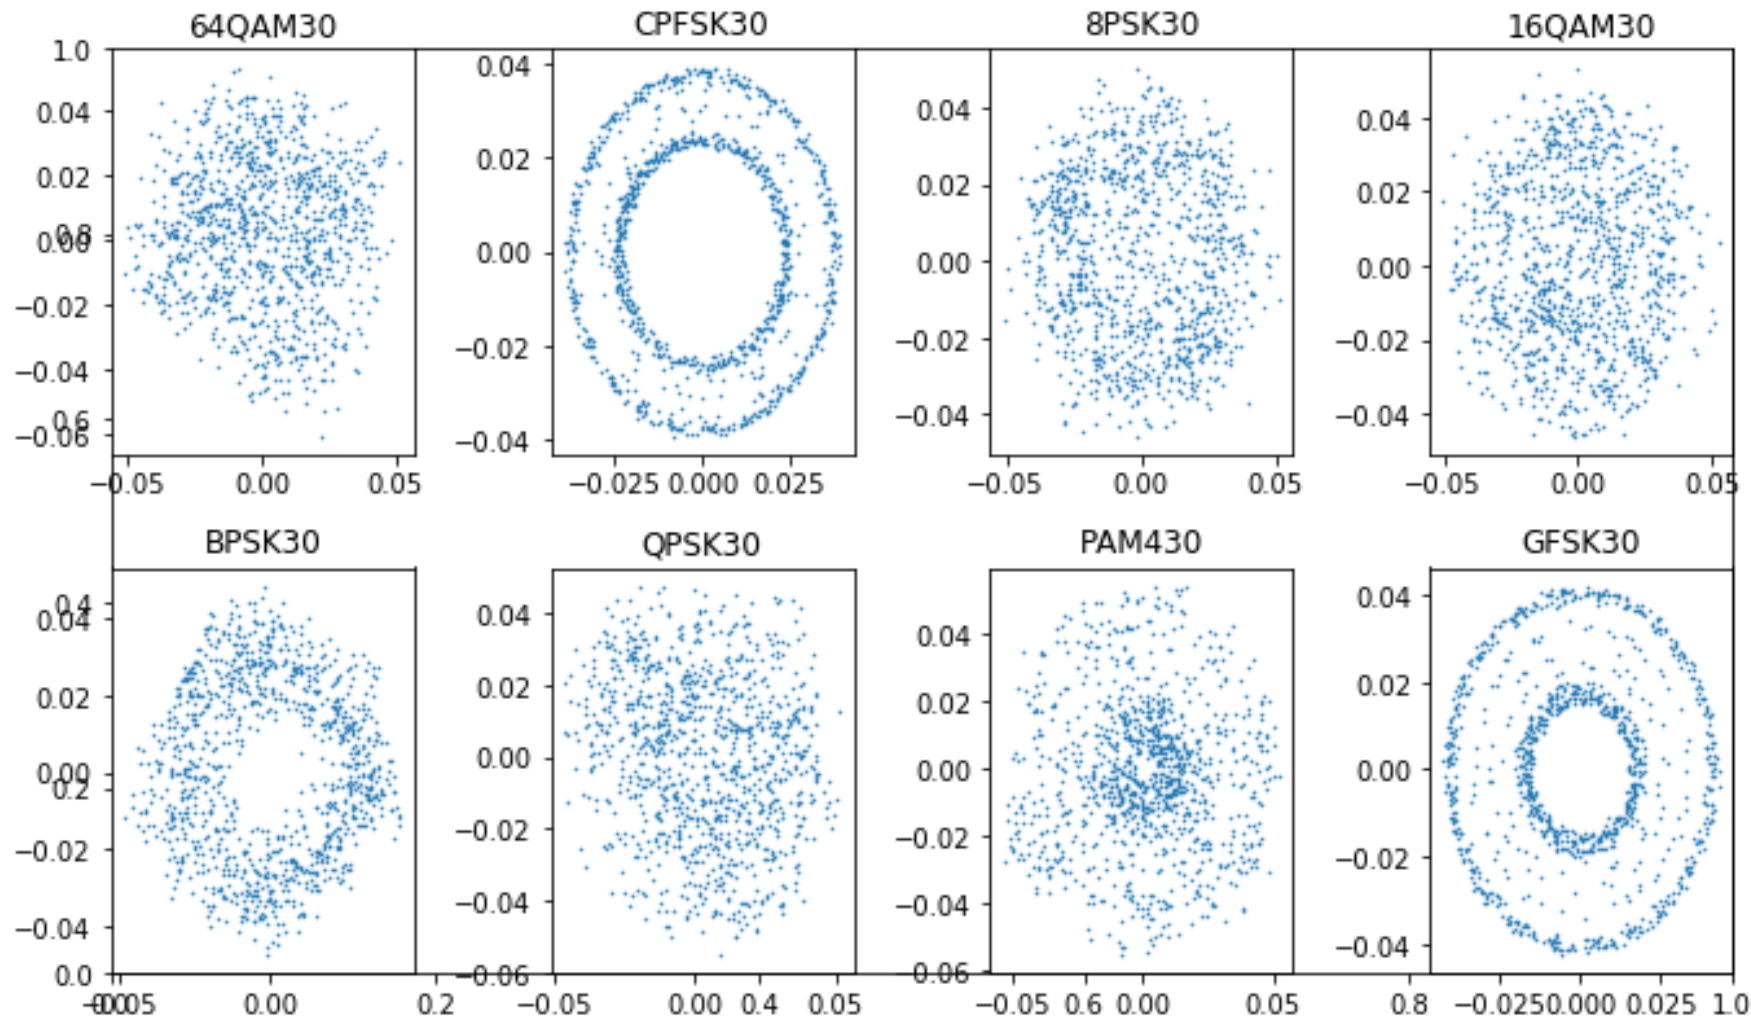 64QAM30 CPFSK30 8PSK30 16QAM30
1.0
0.04 0.04 0.04 0.04
0.02 0.02 0.02 0.02
0.8
0.00 0.00 0.00 0.00
−0.02 −0.02 −0.02 −0.02
−0.04 −0.04 −0.04 −0.04
0.6
−0.06
−0.05 0.00 0.05 −0.025 0.000 0.025 −0.05 0.00 0.05 −0.05 0.00 0.05
BPSK30 QPSK30 PAM430 GFSK30
0.4
0.04 0.04 0.04 0.04
0.02 0.02 0.02 0.02
0.00 0.00 0.00 0.00
0.2
−0.02 −0.02 −0.02 −0.02
−0.04 −0.04 −0.04 −0.04
0.0 −0.06 −0.06
0.0 −0.05 0.00 0.2 −0.05 0.00 0.4 0.05 −0.05 0.6 0.00 0.05 0.8 −0.025 0.000 0.025 1.0